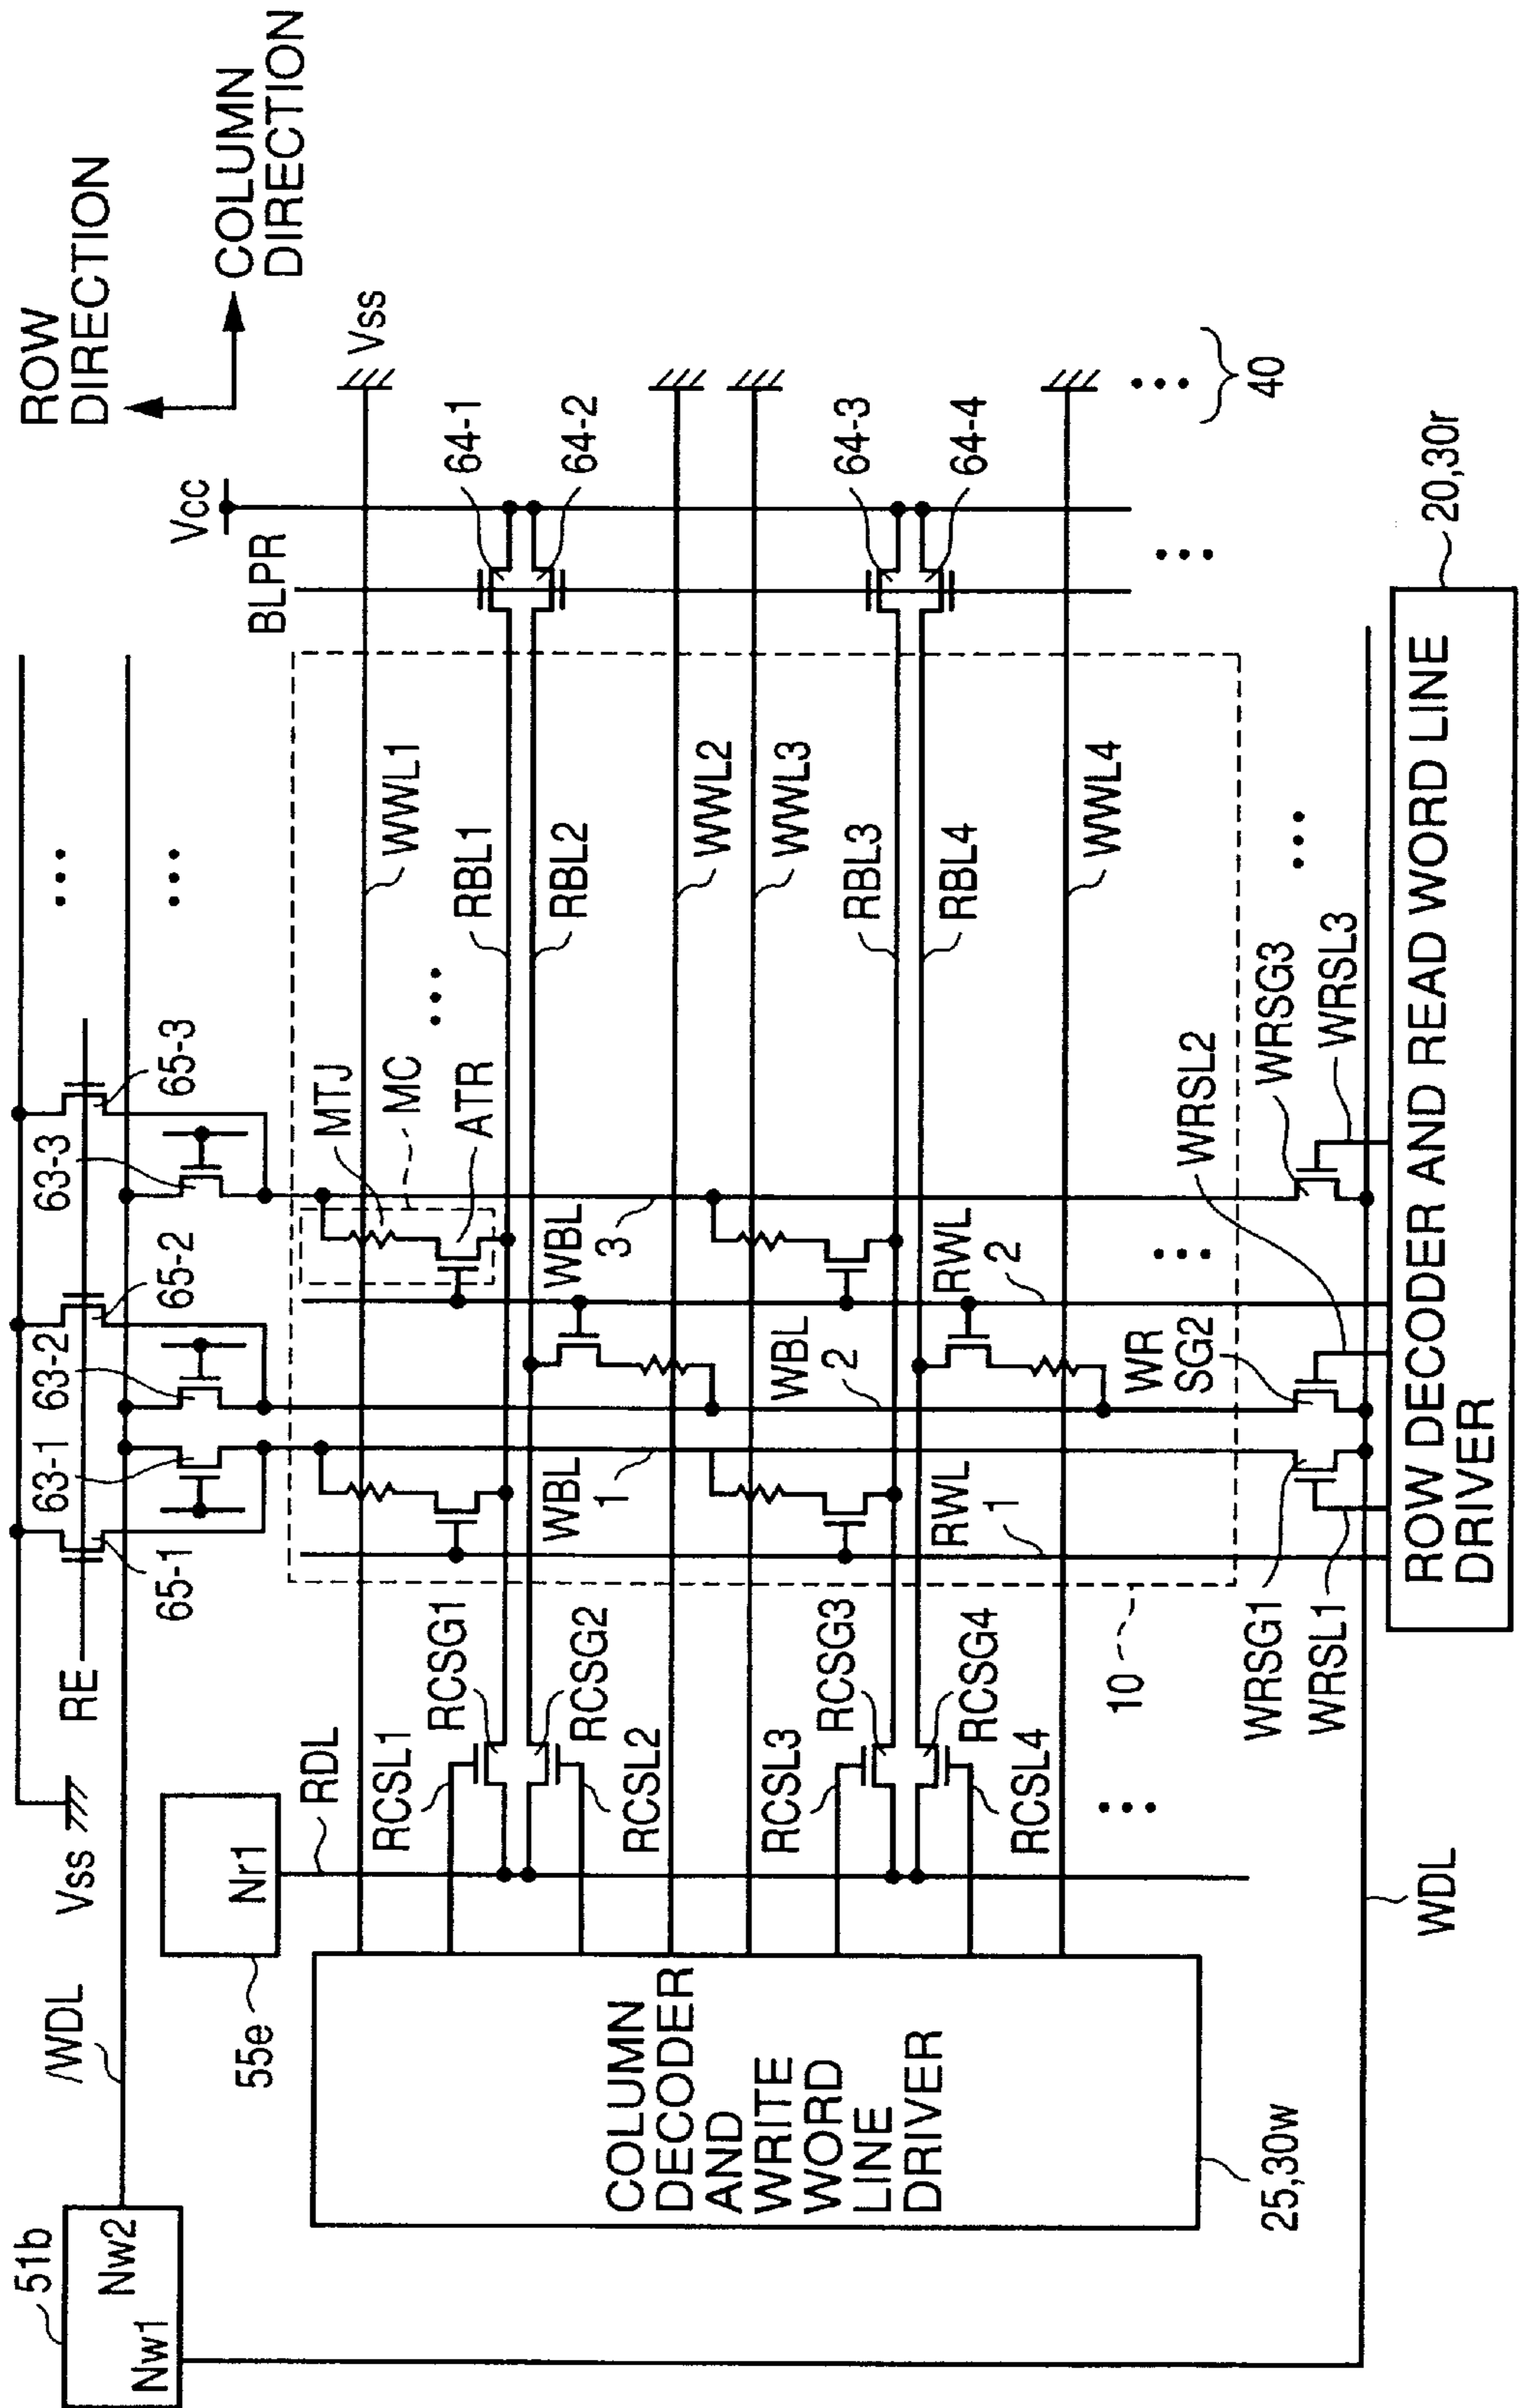 ROW
DIRECTION
COLUMN
DIRECTION
51b
Nw2
Nw1
/WDL
Vss
RE
65-1
63-1
63-2
65-2
63-3
65-3
...
...
Vcc
BLPR
Vss
55e
Nr1
RDL
MTJ
MC
ATR
...
WWL1
RCSL1
RCSG1
RBL1
64-1
RCSG2
RCSL2
WBL
1
WBL
3
RBL2
64-2
WWL2
WWL3
COLUMN
DECODER
AND
WRITE
WORD
LINE
DRIVER
25,30w
WBL
2
RCSL3
RCSG3
RBL3
64-3
RCSG4
RCSL4
RWL
1
RWL
2
RBL4
64-4
WWL4
...
...
...
...
40
10
WR
SG2
WRSL2
WRSG3
WRSL3
...
WRSG1
WRSL1
WDL
ROW DECODER AND READ WORD LINE
DRIVER
20,30r